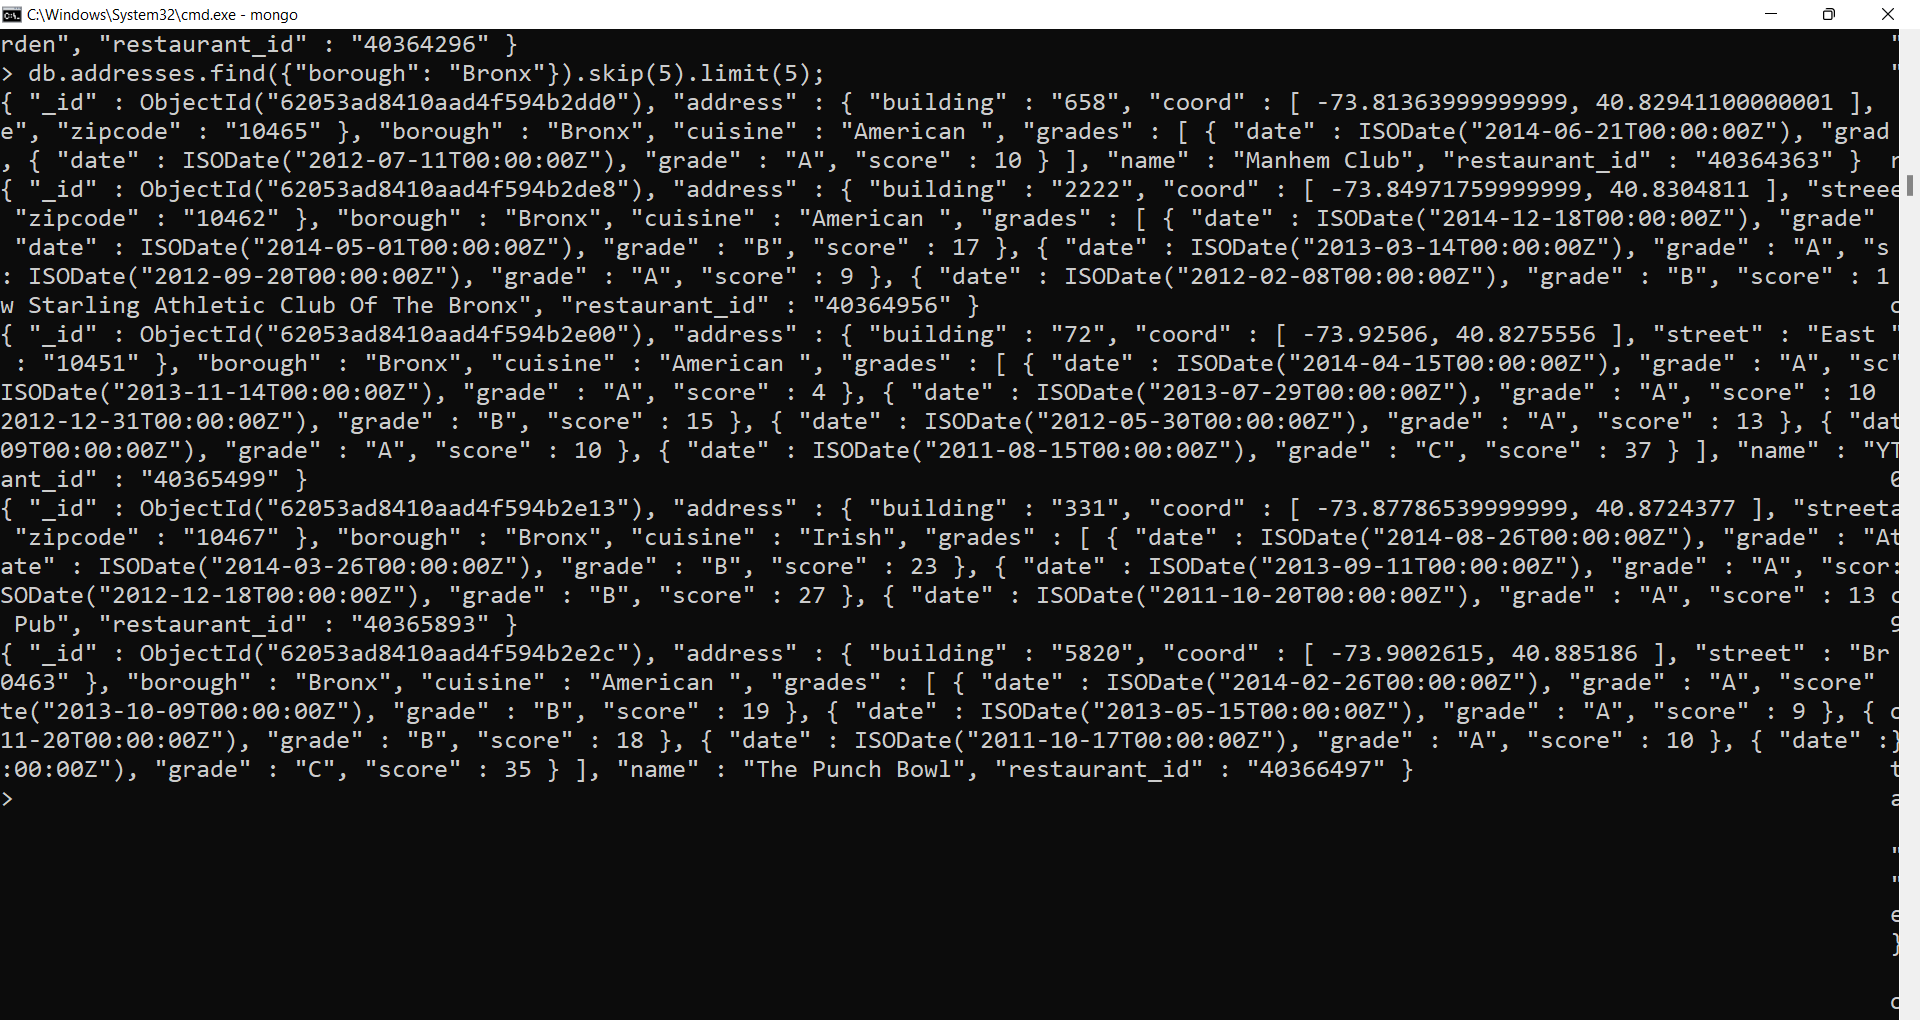 C:\Windows\System32\cmd.exe - mongo
rden", "restaurant_id" : "40364296" }
> db.addresses.find({"borough": "Bronx"}).skip(5).limit(5);
{ "_id" : ObjectId("62053ad8410aad4f594b2dd0"), "address" : { "building" : "658", "coord" : [ -73.81363999999999, 40.82941100000001 ],
e", "zipcode" : "10465" }, "borough" : "Bronx", "cuisine" : "American ", "grades" : [ { "date" : ISODate("2014-06-21T00:00:00Z"), "grad
, { "date" : ISODate("2012-07-11T00:00:00Z"), "grade" : "A", "score" : 10 } ], "name" : "Manhem Club", "restaurant_id" : "40364363" }
{ "_id" : ObjectId("62053ad8410aad4f594b2de8"), "address" : { "building" : "2222", "coord" : [ -73.84971759999999, 40.8304811 ], "stree
"zipcode" : "10462" }, "borough" : "Bronx", "cuisine" : "American ", "grades" : [ { "date" : ISODate("2014-12-18T00:00:00Z"), "grade"
"date" : ISODate("2014-05-01T00:00:00Z"), "grade" : "B", "score" : 17 }, { "date" : ISODate("2013-03-14T00:00:00Z"), "grade" : "A", "s
: ISODate("2012-09-20T00:00:00Z"), "grade" : "A", "score" : 9 }, { "date" : ISODate("2012-02-08T00:00:00Z"), "grade" : "B", "score" : 1
w Starling Athletic Club Of The Bronx", "restaurant_id" : "40364956" }
{ "_id" : ObjectId("62053ad8410aad4f594b2e00"), "address" : { "building" : "72", "coord" : [ -73.92506, 40.8275556 ], "street" : "East
: "10451" }, "borough" : "Bronx", "cuisine" : "American ", "grades" : [ { "date" : ISODate("2014-04-15T00:00:00Z"), "grade" : "A", "sc
ISODate("2013-11-14T00:00:00Z"), "grade" : "A", "score" : 4 }, { "date" : ISODate("2013-07-29T00:00:00Z"), "grade" : "A", "score" : 10
2012-12-31T00:00:00Z"), "grade" : "B", "score" : 15 }, { "date" : ISODate("2012-05-30T00:00:00Z"), "grade" : "A", "score" : 13 }, { "dat
09T00:00:00Z"), "grade" : "A", "score" : 10 }, { "date" : ISODate("2011-08-15T00:00:00Z"), "grade" : "C", "score" : 37 } ], "name" : "YT
ant_id" : "40365499" }
{ "_id" : ObjectId("62053ad8410aad4f594b2e13"), "address" : { "building" : "331", "coord" : [ -73.87786539999999, 40.8724377 ], "street
"zipcode" : "10467" }, "borough" : "Bronx", "cuisine" : "Irish", "grades" : [ { "date" : ISODate("2014-08-26T00:00:00Z"), "grade" : "A
ate" : ISODate("2014-03-26T00:00:00Z"), "grade" : "B", "score" : 23 }, { "date" : ISODate("2013-09-11T00:00:00Z"), "grade" : "A", "scor
SODate("2012-12-18T00:00:00Z"), "grade" : "B", "score" : 27 }, { "date" : ISODate("2011-10-20T00:00:00Z"), "grade" : "A", "score" : 13
Pub", "restaurant_id" : "40365893" }
{ "_id" : ObjectId("62053ad8410aad4f594b2e2c"), "address" : { "building" : "5820", "coord" : [ -73.9002615, 40.885186 ], "street" : "Br
0463" }, "borough" : "Bronx", "cuisine" : "American ", "grades" : [ { "date" : ISODate("2014-02-26T00:00:00Z"), "grade" : "A", "score"
te("2013-10-09T00:00:00Z"), "grade" : "B", "score" : 19 }, { "date" : ISODate("2013-05-15T00:00:00Z"), "grade" : "A", "score" : 9 }, {
11-20T00:00:00Z"), "grade" : "B", "score" : 18 }, { "date" : ISODate("2011-10-17T00:00:00Z"), "grade" : "A", "score" : 10 }, { "date" :
:00:00Z"), "grade" : "C", "score" : 35 } ], "name" : "The Punch Bowl", "restaurant_id" : "40366497" }
>